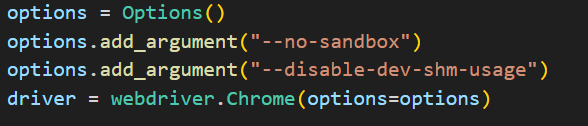 options = Options()
options.add_argument("--no-sandbox")
options.add_argument("--disable-dev-shm-usage")
driver = webdriver.Chrome(options=options)